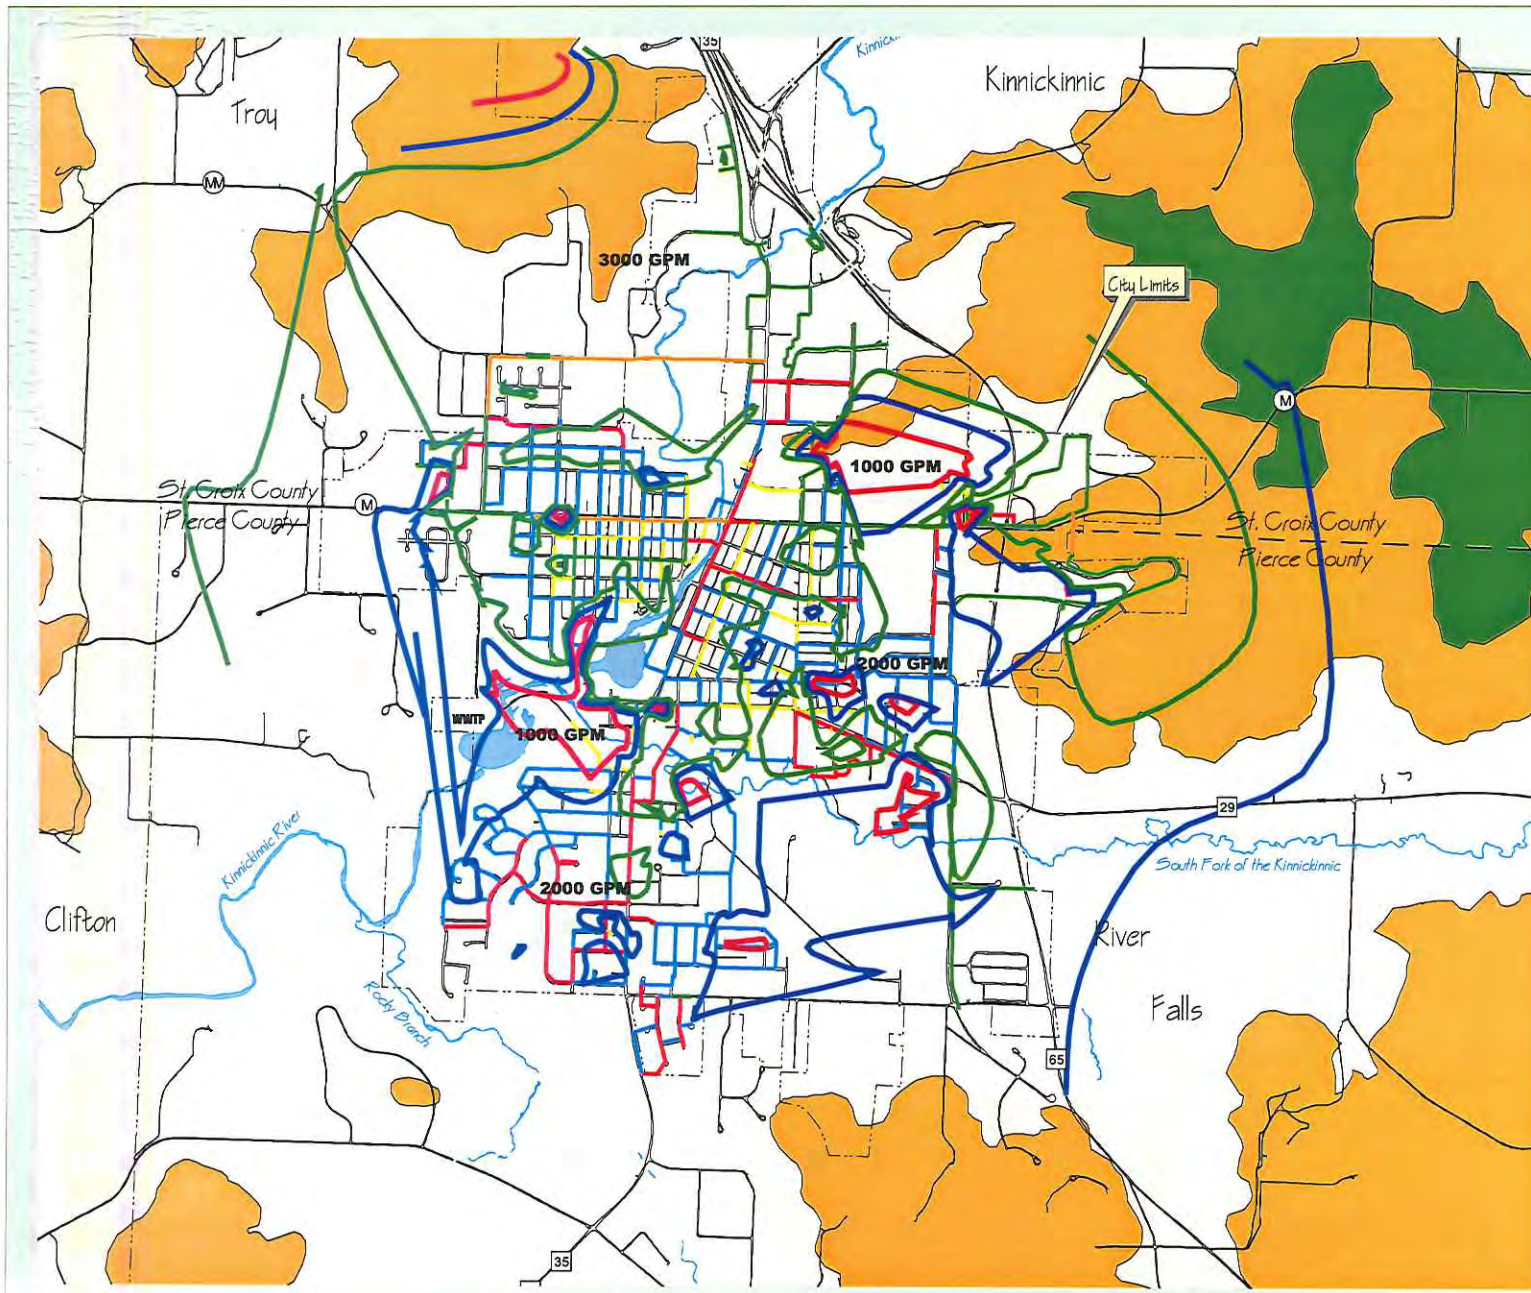 35
Kinnickinnic
Troy
MM
3000 GPM
City Limits
M
1000 GPM
St. Croix County
Pierce County
M
St. Croix County
Pierce County
2000 GPM
WWTP
1000 GPM
29
Kinnickinnic River
South Fork of the Kinnickinnic
2000 GPM
Clifton
River
Falls
Rocky Branch
65
35